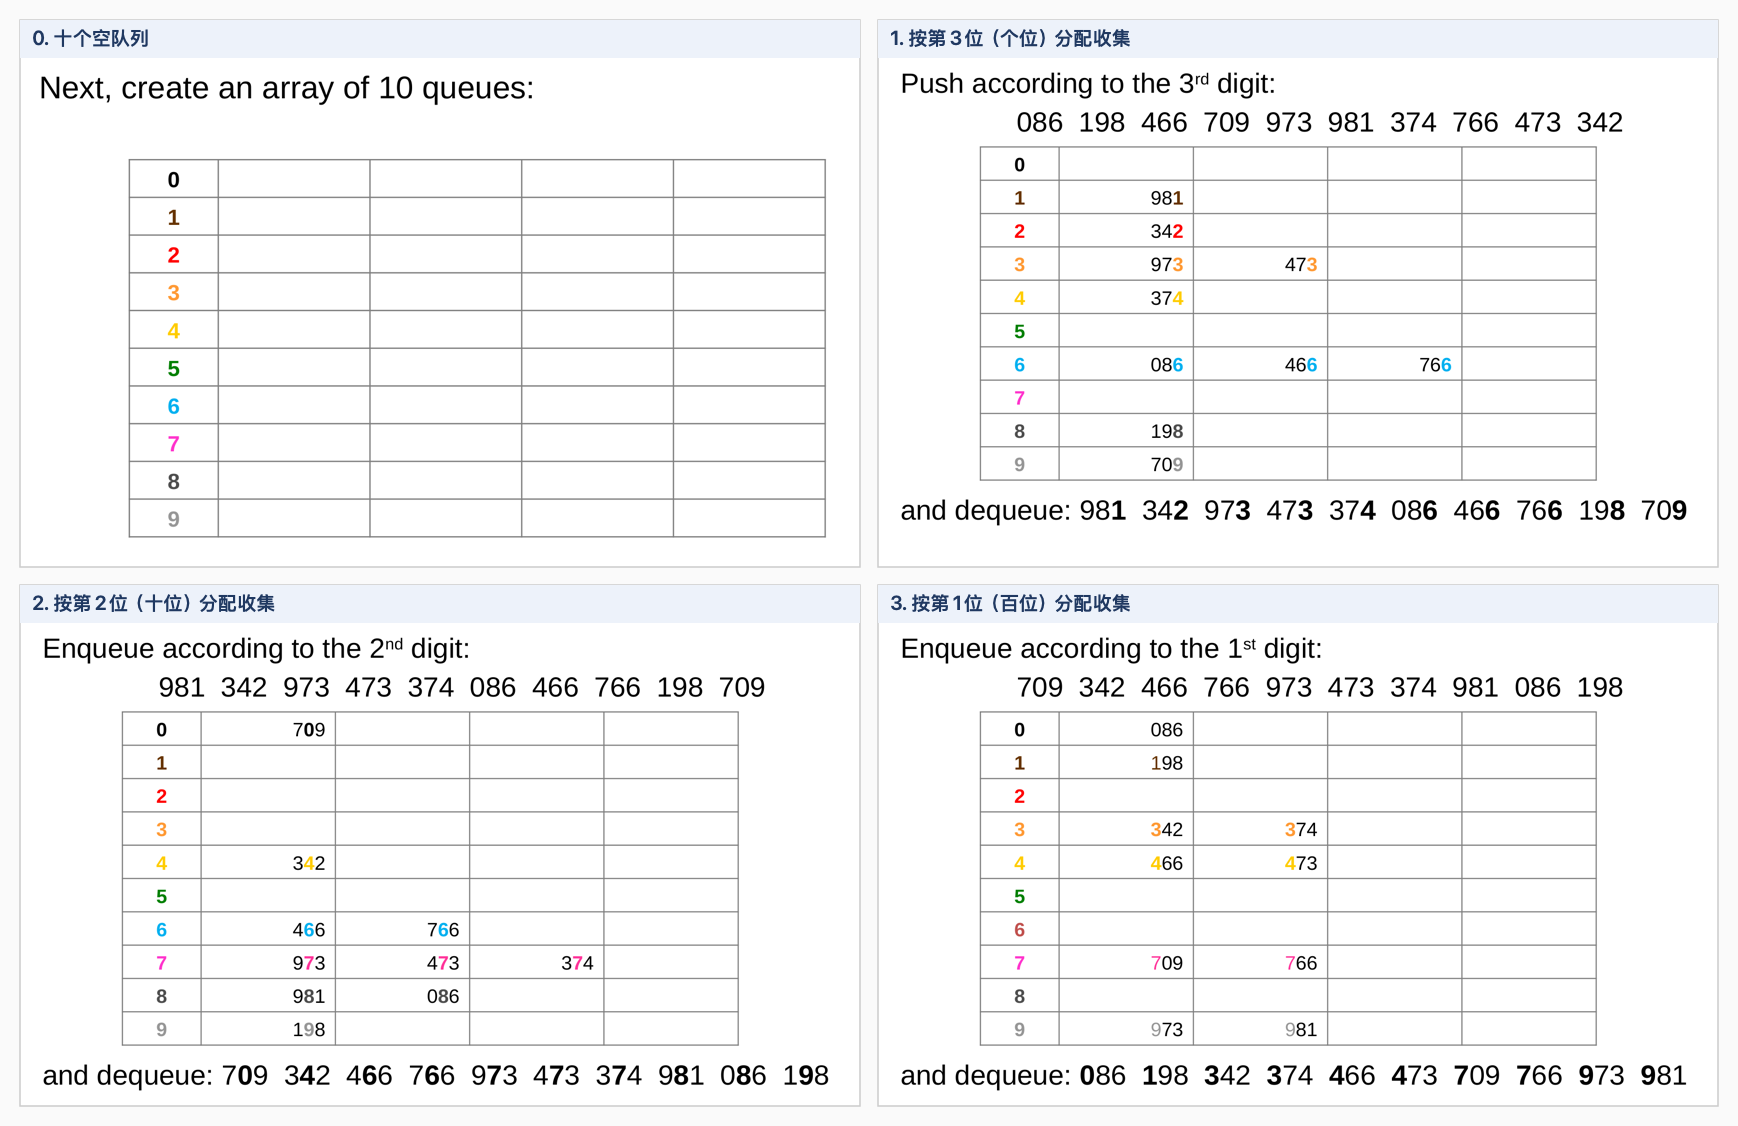 0. 十个空队列
Next, create an array of 10 queues:
0
1
2
3
4
5
6
7
8
9
1. 按第 3 位（个位）分配收集
Push according to the 3rd digit:
086 198 466 709 973 981 374 766 473 342
0
1 981
2 342
3 973 473
4 374
5
6 086 466 766
7
8 198
9 709
and dequeue: 981 342 973 473 374 086 466 766 198 709
2. 按第 2 位（十位）分配收集
Enqueue according to the 2nd digit:
981 342 973 473 374 086 466 766 198 709
0 709
1
2
3
4 342
5
6 466 766
7 973 473 374
8 981 086
9 198
and dequeue: 709 342 466 766 973 473 374 981 086 198
3. 按第 1 位（百位）分配收集
Enqueue according to the 1st digit:
709 342 466 766 973 473 374 981 086 198
0 086
1 198
2
3 342 374
4 466 473
5
6
7 709 766
8
9 973 981
and dequeue: 086 198 342 374 466 473 709 766 973 981